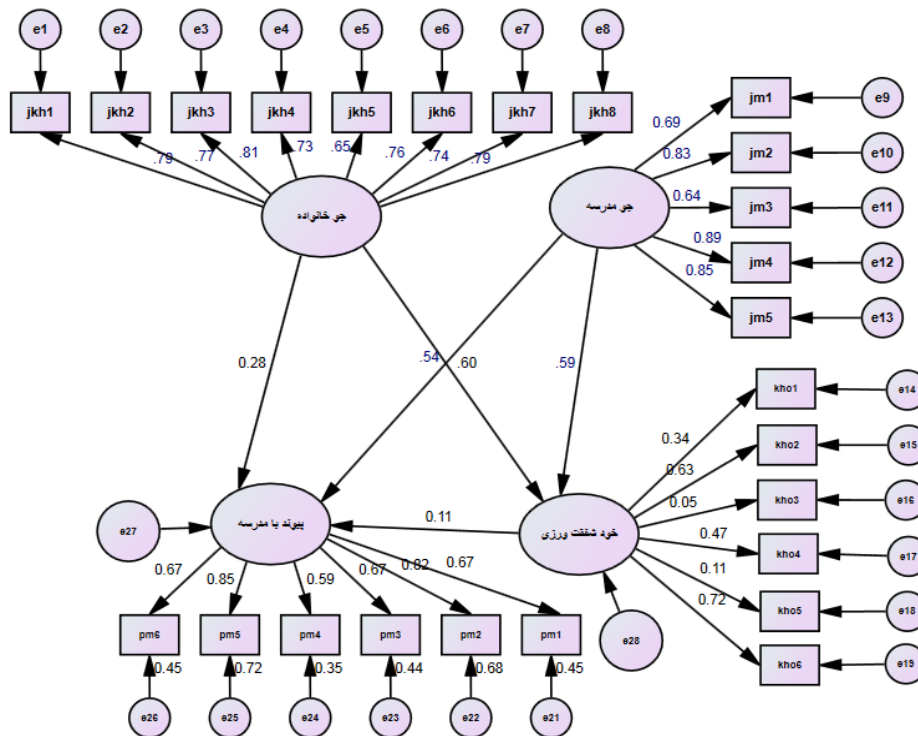 e1 e2 e3 e4 e5 e6 e7 e8
jkh1 jkh2 jkh3 jkh4 jkh5 jkh6 jkh7 jkh8
.79 .77 .81 .73 .65 .76 .74 .79
جو خانواده
جو مدرسه
0.69 jm1 e9
0.83 jm2 e10
0.64 jm3 e11
0.89 jm4 e12
0.85 jm5 e13
0.28 .54 .60 .59
0.34 kho1 e14
0.63 kho2 e15
0.05 kho3 e16
0.47 kho4 e17
0.11 kho5 e18
0.72 kho6 e19
e27
پیوند با مدرسه
0.11
خود شفقت ورزی
e28
0.67 0.85 0.59 0.67 0.82 0.67
pm6 pm5 pm4 pm3 pm2 pm1
0.45 0.72 0.35 0.44 0.68 0.45
e26 e25 e24 e23 e22 e21